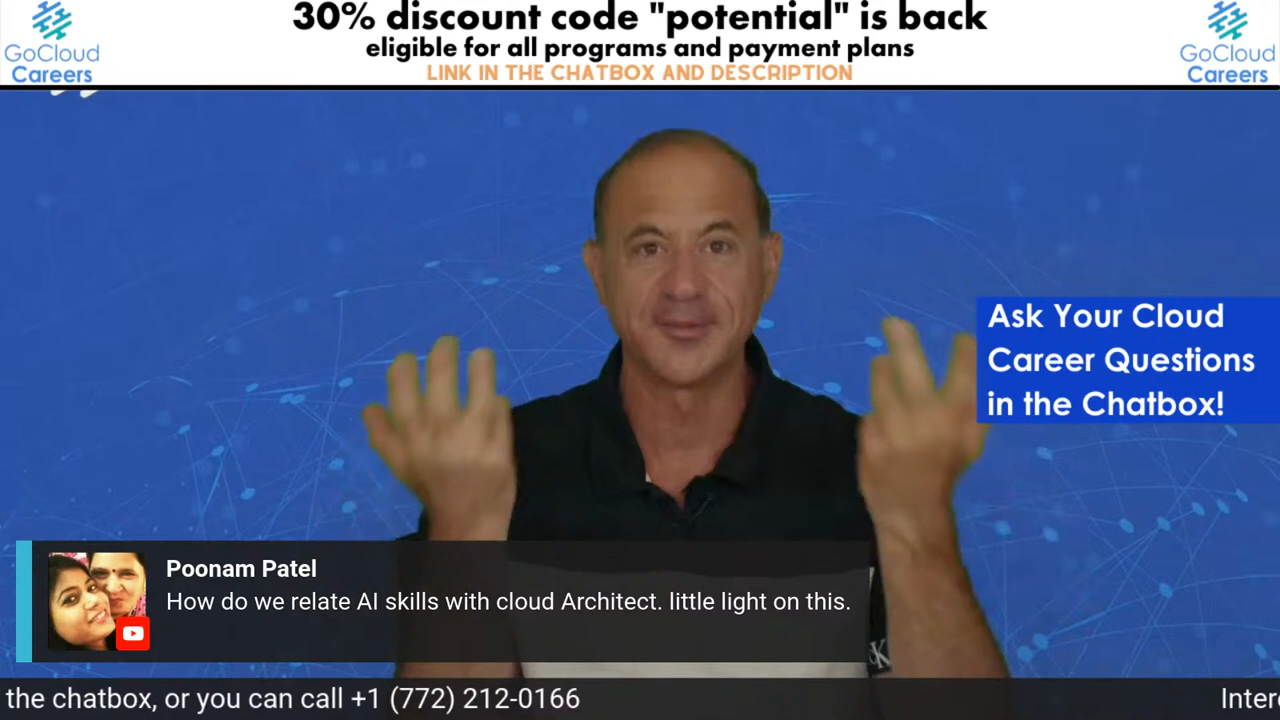 30% discount code "potential" is back
eligible for all programs and payment plans
LINK IN THE CHATBOX AND DESCRIPTION
GoCloud
Careers
GoCloud
Careers
Ask Your Cloud
Career Questions
in the Chatbox!
Poonam Patel
How do we relate AI skills with cloud Architect. little light on this.
the chatbox, or you can call +1 (772) 212-0166